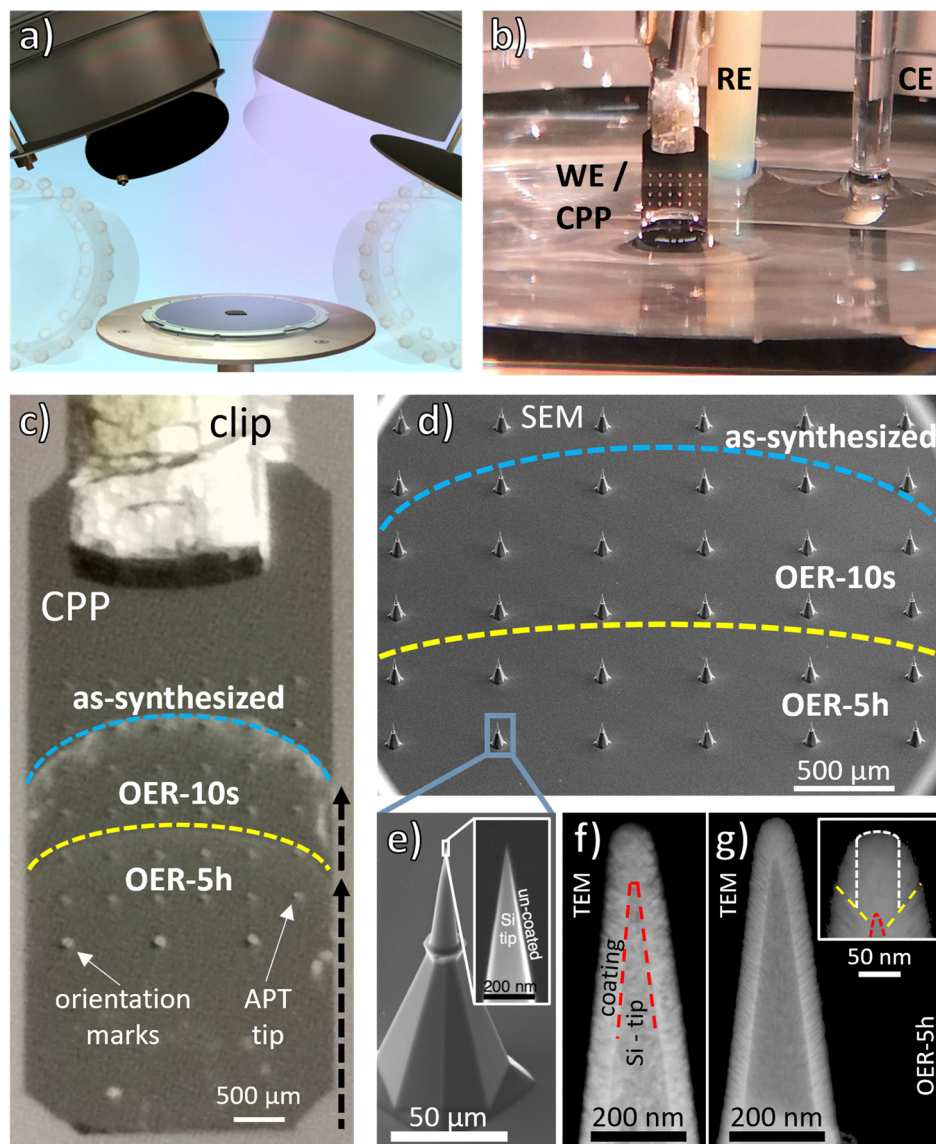 a)
b)
RE
CE
WE /
CPP
c)
clip
CPP
as-synthesized
OER-10s
OER-5h
orientation
marks
APT
tip
500 µm
d)
SEM
as-synthesized
OER-10s
OER-5h
500 µm
e)
Si
tip
un-coated
200 nm
50 µm
f)
TEM
coating
Si - tip
200 nm
g)
TEM
50 nm
OER-5h
200 nm